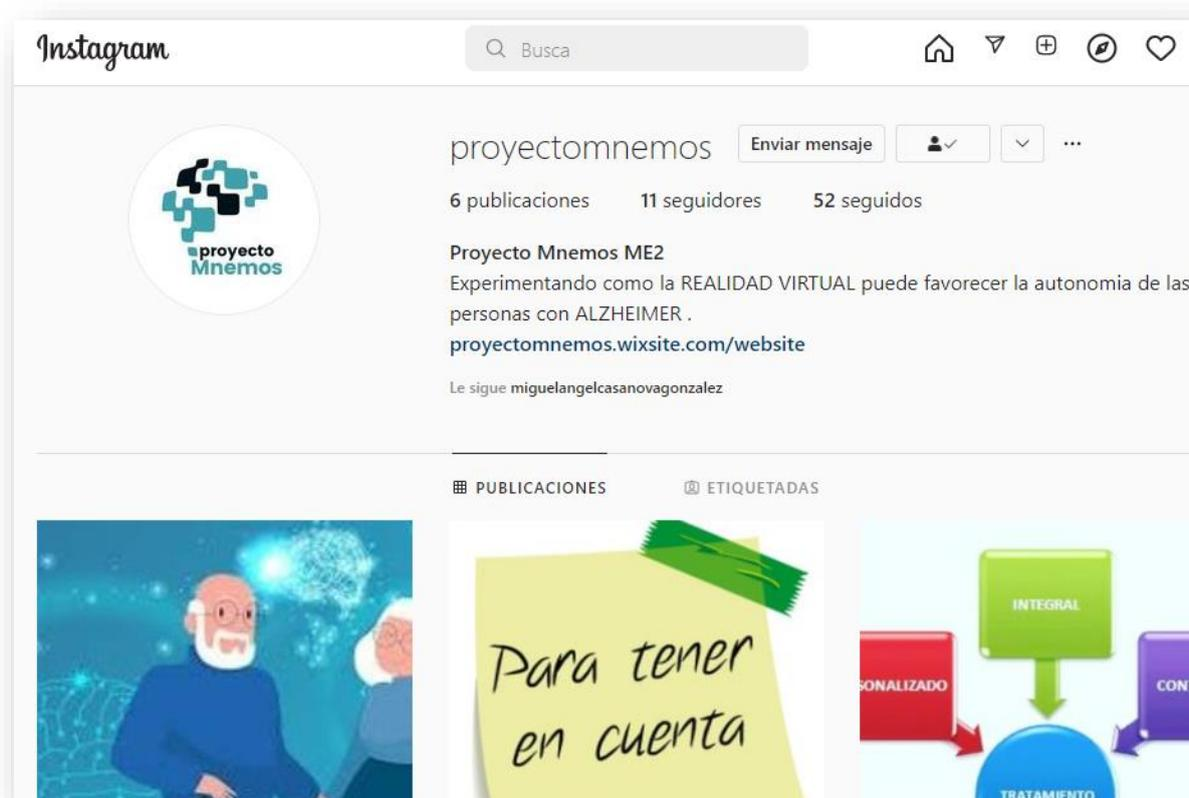 Instagram
Busca
proyectomnemos
Enviar mensaje
6 publicaciones 11 seguidores 52 seguidos
proyecto
Mnemos
Proyecto Mnemos ME2
Experimentando como la REALIDAD VIRTUAL puede favorecer la autonomia de las
personas con ALZHEIMER .
proyectomnemos.wixsite.com/website
Le sigue miguelangelcasanovagonzalez
PUBLICACIONES ETIQUETADAS
Para tener
en cuenta
INTEGRAL
SONALIZADO
CON
TRATAMIENTO